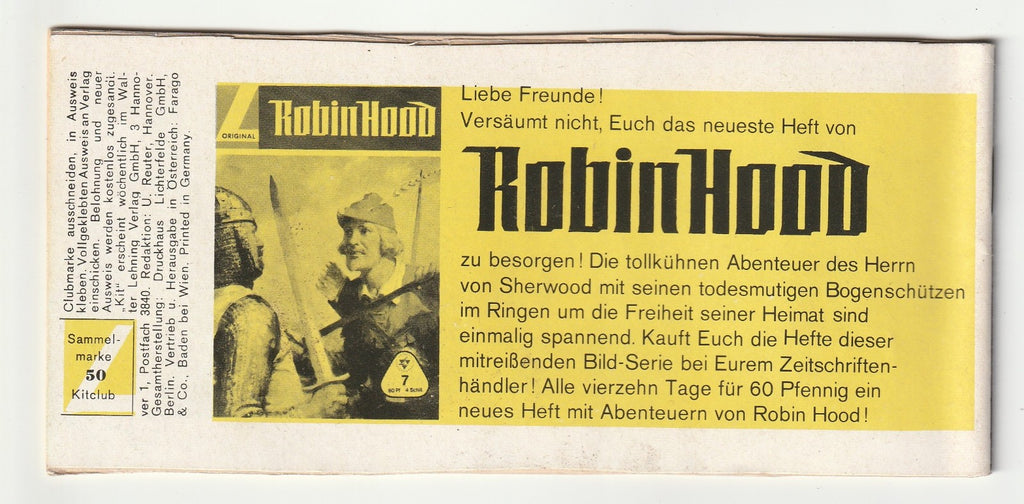 Clubmarke ausschneiden, in Ausweis
kleben. Vollgeklebten Ausweis an Verlag
einschicken. Belohnung und neuer
Ausweis werden kostenlos zugesandt.
„Kit“ erscheint wöchentlich im Wal-
ter Lehning Verlag GmbH, 3 Hanno-
ver 1, Postfach 3840. Redaktion: U. Reuter, Hannover.
Gesamtherstellung: Druckhaus Lichterfelde GmbH,
Berlin. Vertrieb u. Herausgabe in Österreich: Farago
& Co., Baden bei Wien. Printed in Germany.
Sammel-
marke
50
Kitclub
ORIGINAL
Robin Hood
7
60 Pf 4 Schill.
Liebe Freunde!
Versäumt nicht, Euch das neueste Heft von
Robin Hood
zu besorgen! Die tollkühnen Abenteuer des Herrn
von Sherwood mit seinen todesmutigen Bogenschützen
im Ringen um die Freiheit seiner Heimat sind
einmalig spannend. Kauft Euch die Hefte dieser
mitreißenden Bild-Serie bei Eurem Zeitschriften-
händler! Alle vierzehn Tage für 60 Pfennig ein
neues Heft mit Abenteuern von Robin Hood!